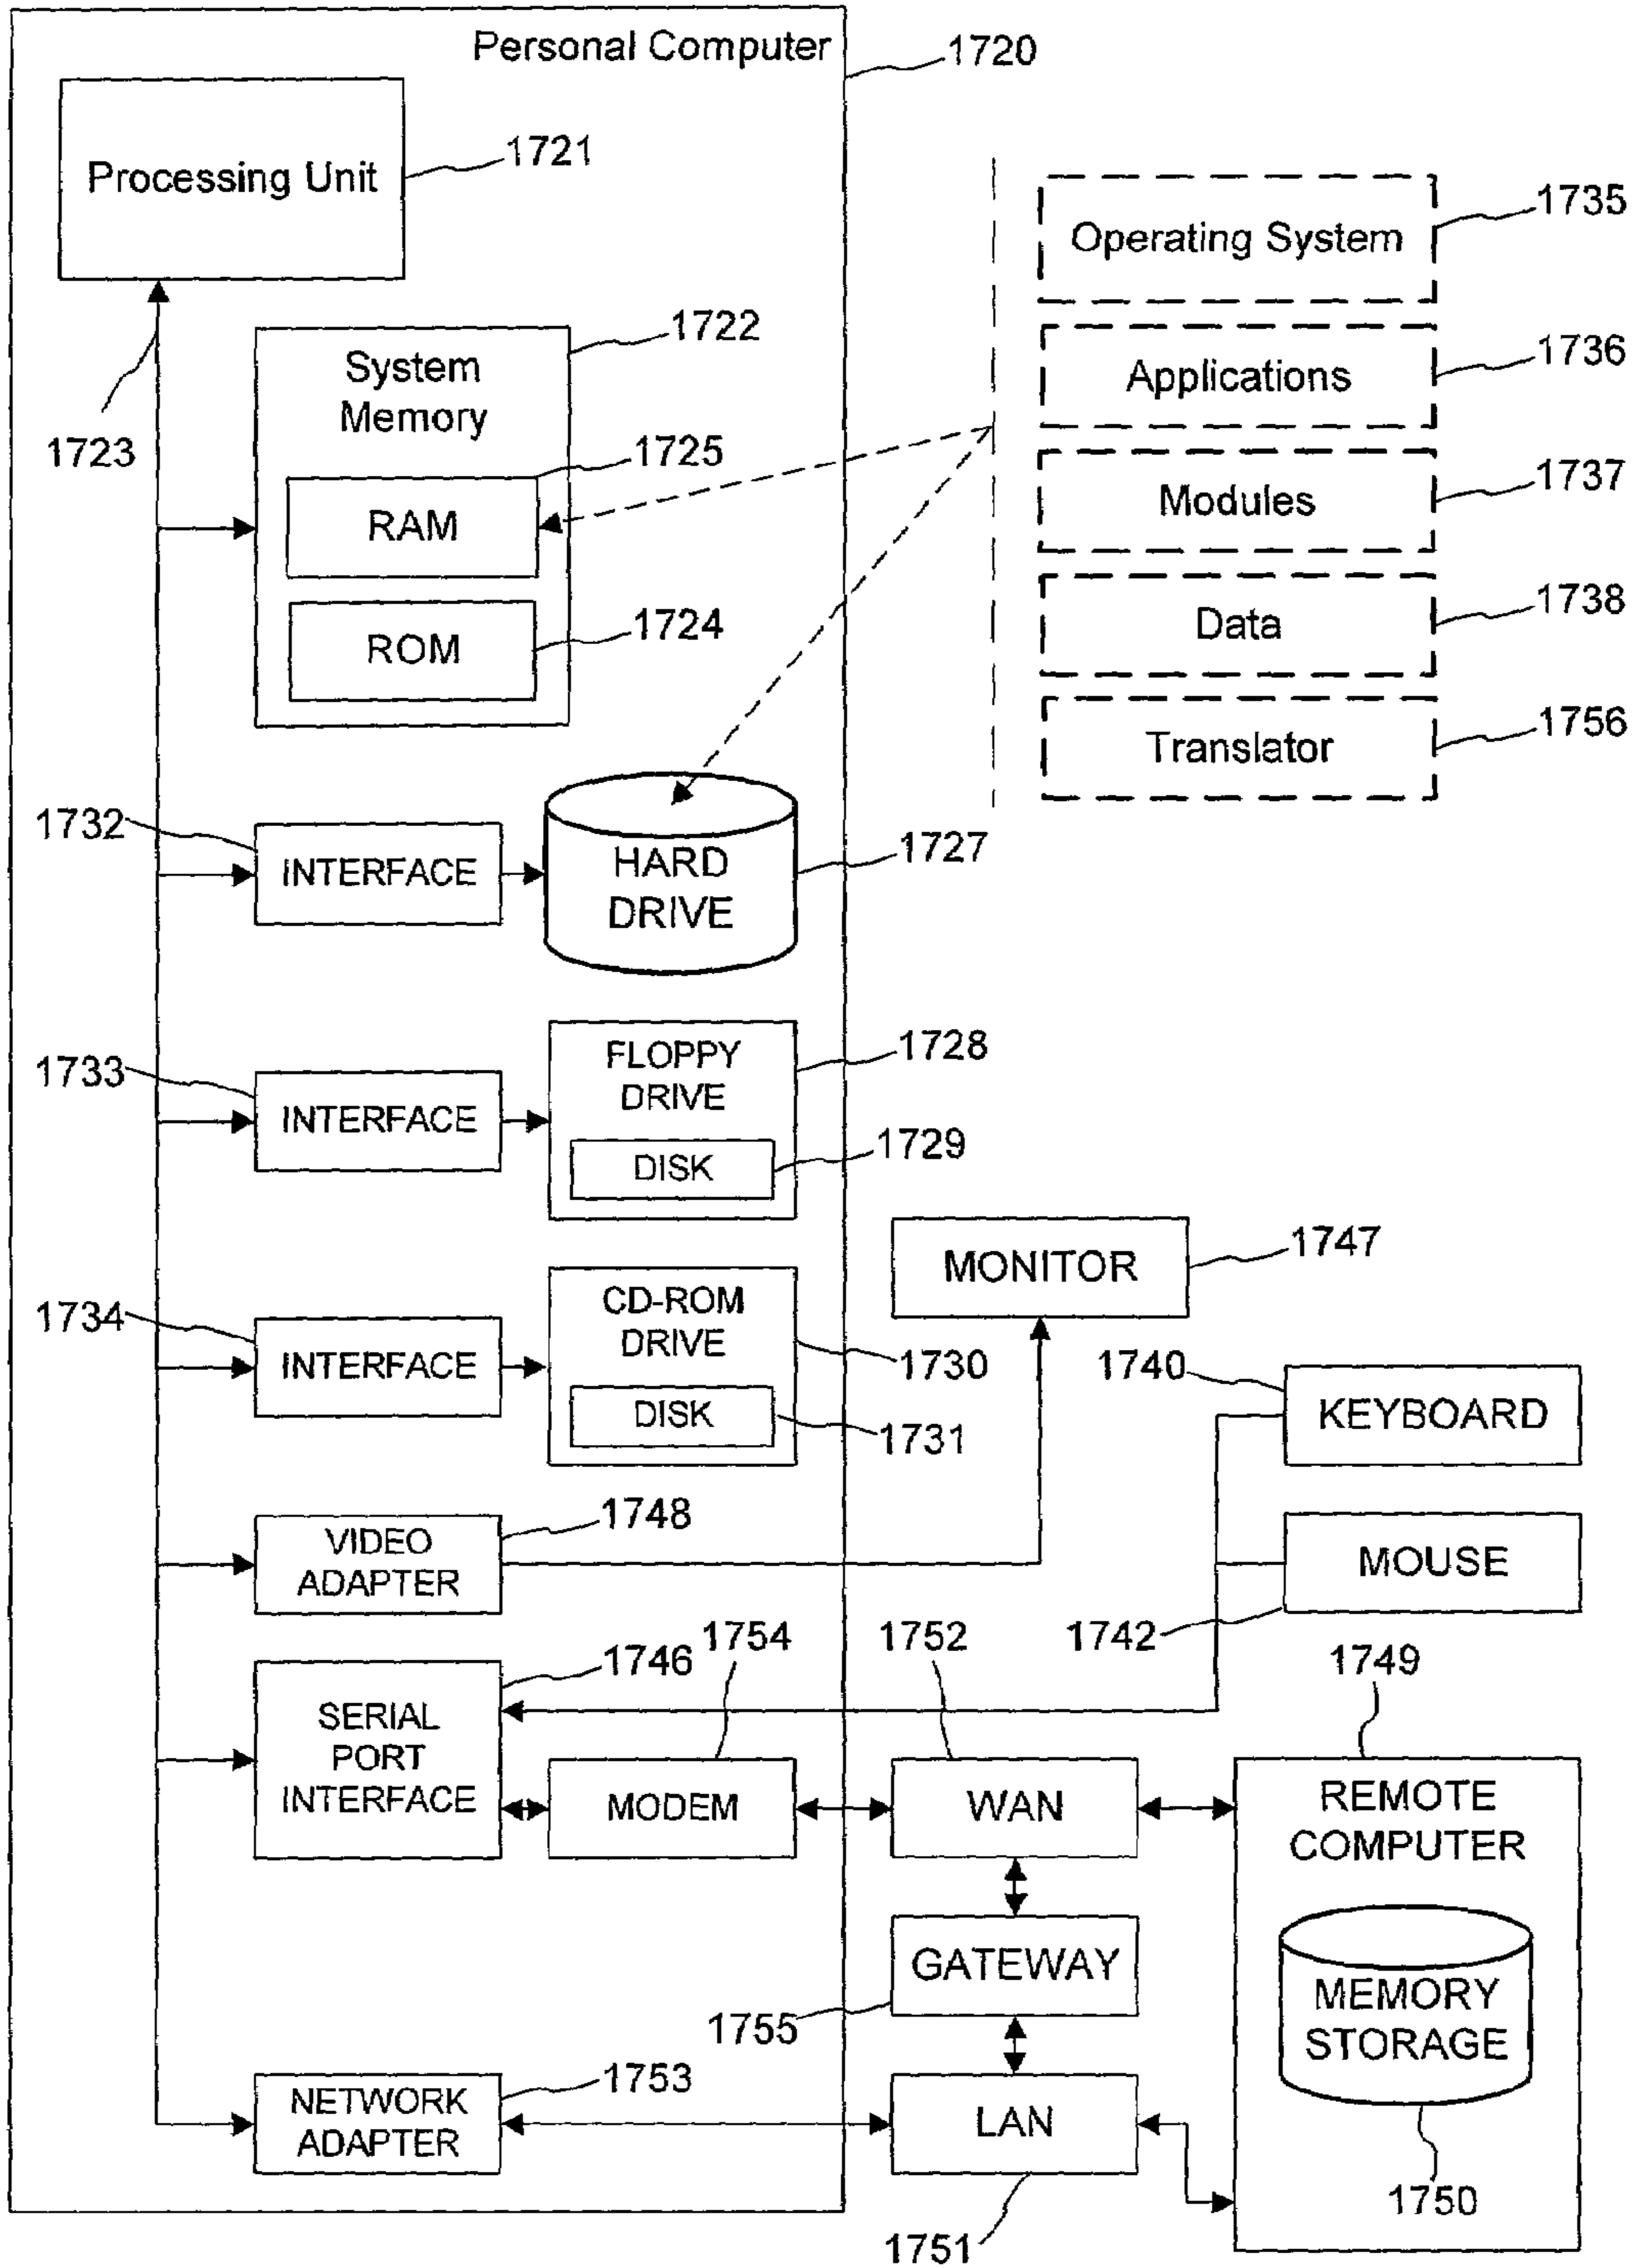 Personal Computer
1720
Processing Unit
1721
1723
System
Memory
1722
RAM
1725
ROM
1724
Operating System
1735
Applications
1736
Modules
1737
Data
1738
Translator
1756
1732
INTERFACE
HARD
DRIVE
1727
1733
INTERFACE
FLOPPY
DRIVE
1728
DISK
1729
1734
INTERFACE
CD-ROM
DRIVE
1730
DISK
1731
MONITOR
1747
1740
KEYBOARD
MOUSE
1742
VIDEO
ADAPTER
1748
SERIAL
PORT
INTERFACE
1746
1754
MODEM
1752
WAN
1749
REMOTE
COMPUTER
MEMORY
STORAGE
1750
GATEWAY
1755
NETWORK
ADAPTER
1753
LAN
1751